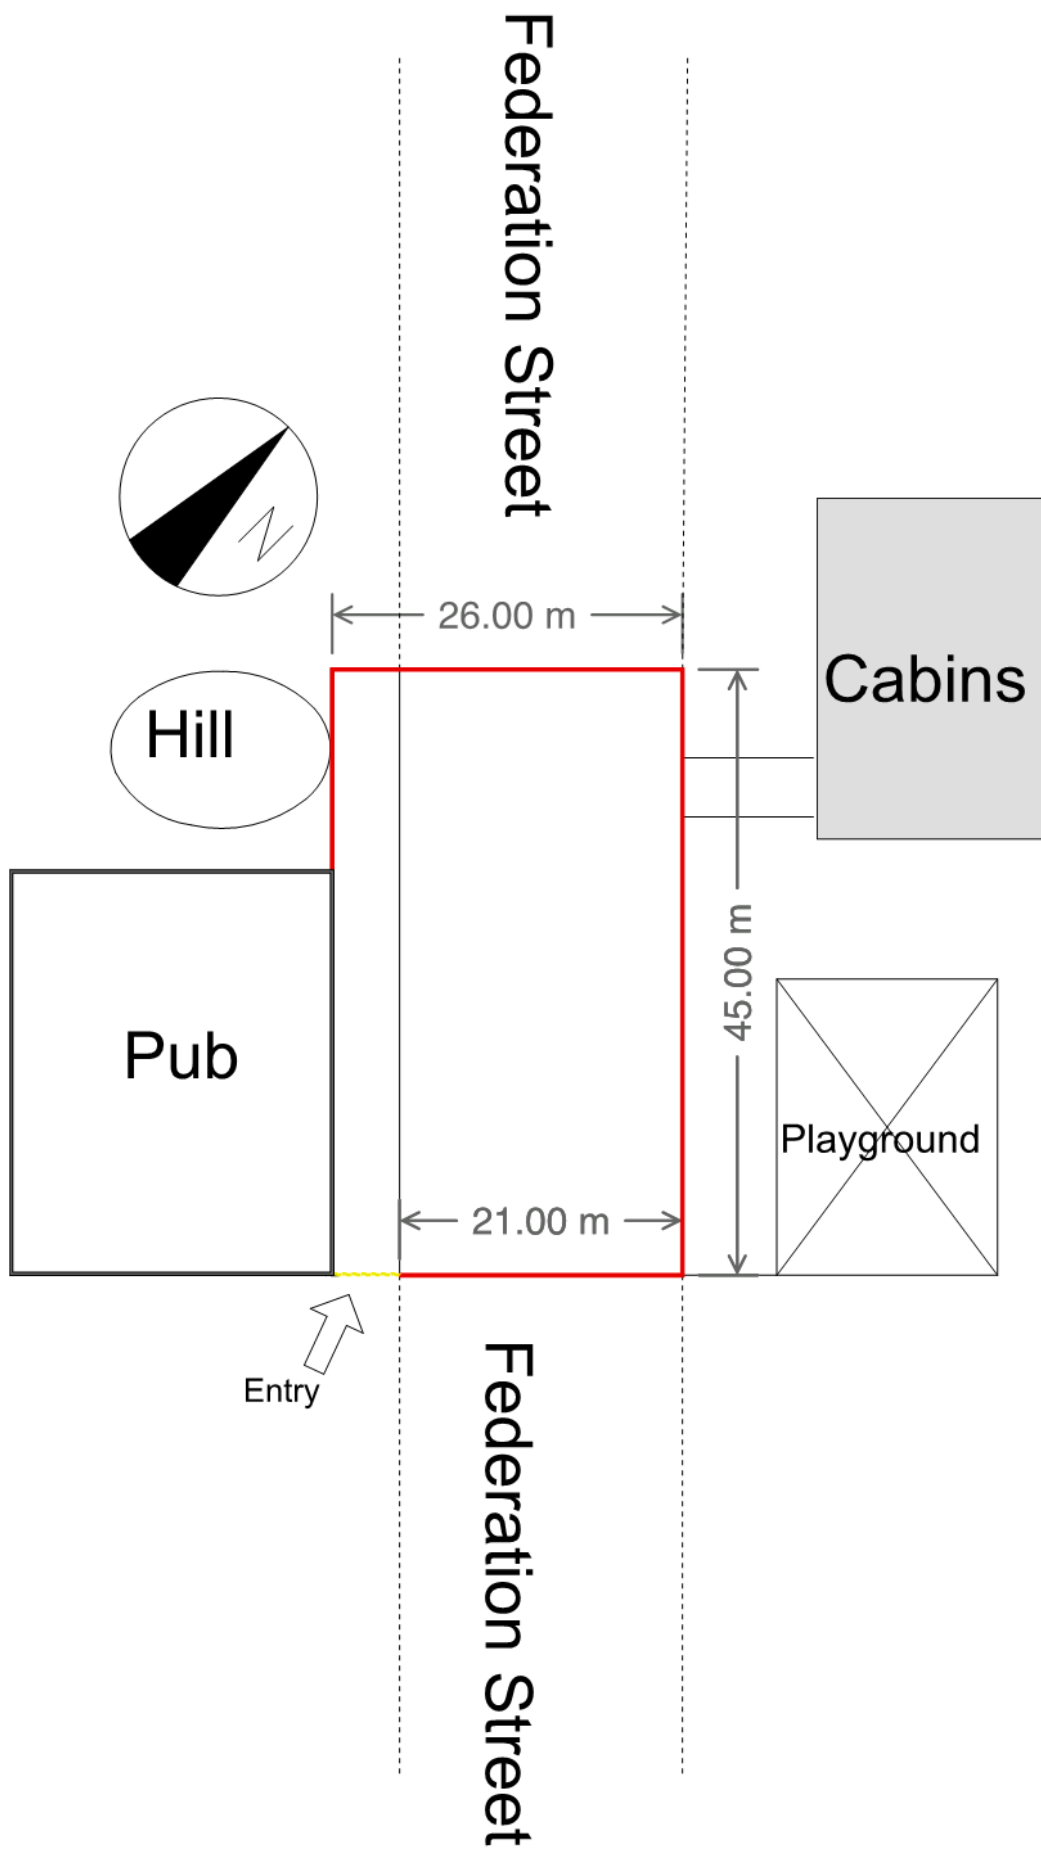 Federation Street
N
26.00 m
Cabins
Hill
45.00 m
Pub
Playground
21.00 m
Entry
Federation Street